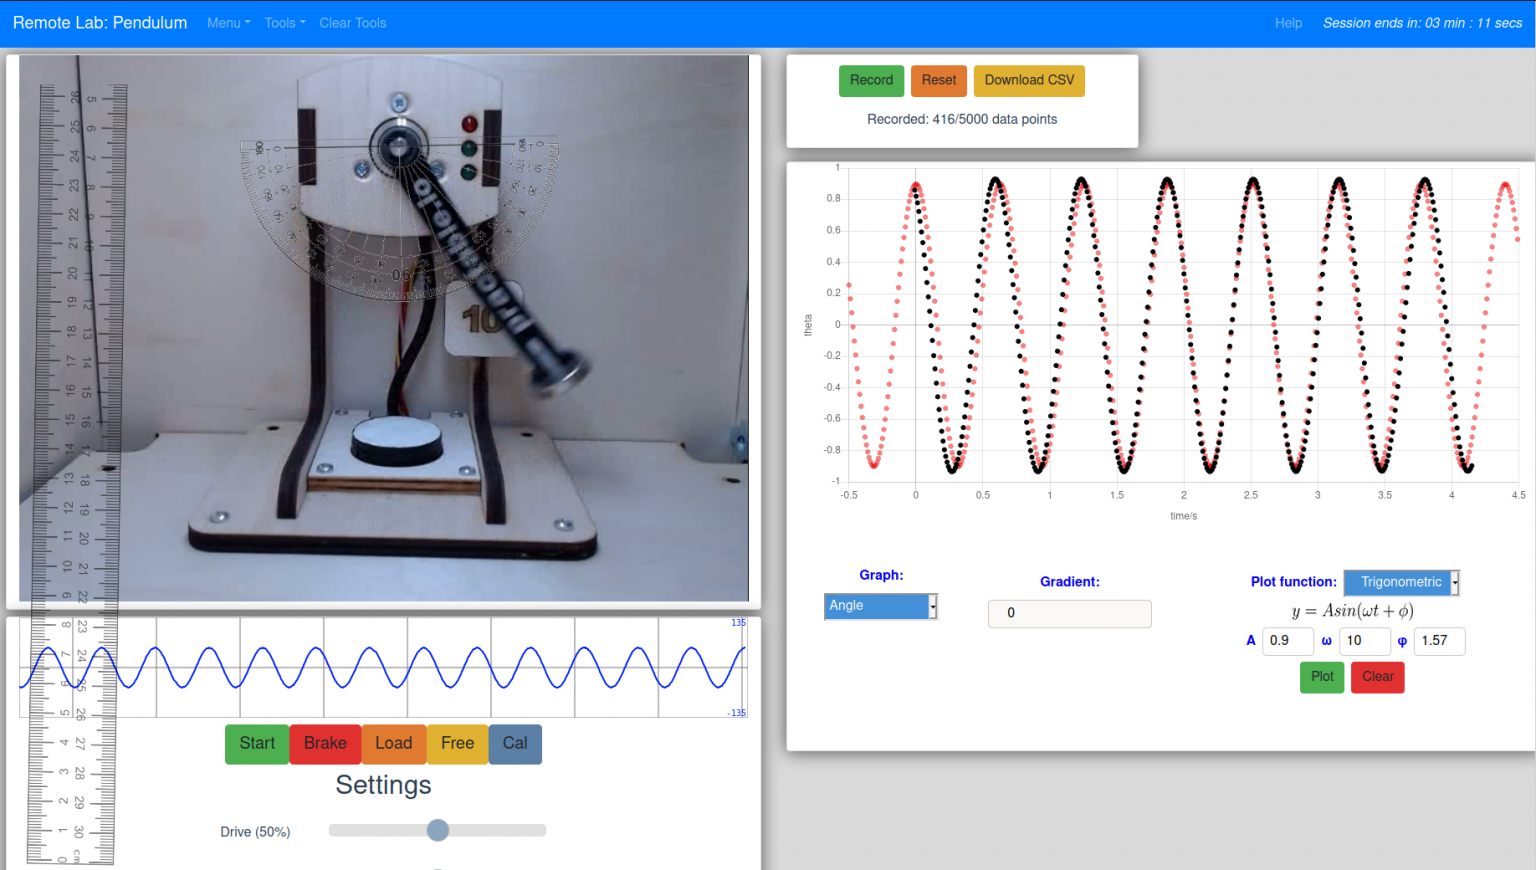 Remote Lab: Pendulum Menu Tools Clear Tools Help Session ends in: 03 min : 11 secs
10
135
-135
Start Brake Load Free Cal
Settings
Drive (50%)
Record Reset Download CSV
Recorded: 416/5000 data points
1
0.8
0.6
0.4
0.2
0
-0.2
-0.4
-0.6
-0.8
-1
theta
-0.5 0 0.5 1 1.5 2 2.5 3 3.5 4 4.5
time/s
Graph:
Angle
Gradient:
0
Plot function: Trigonometric
y = Asin(ωt + ϕ)
A 0.9 ω 10 φ 1.57
Plot Clear